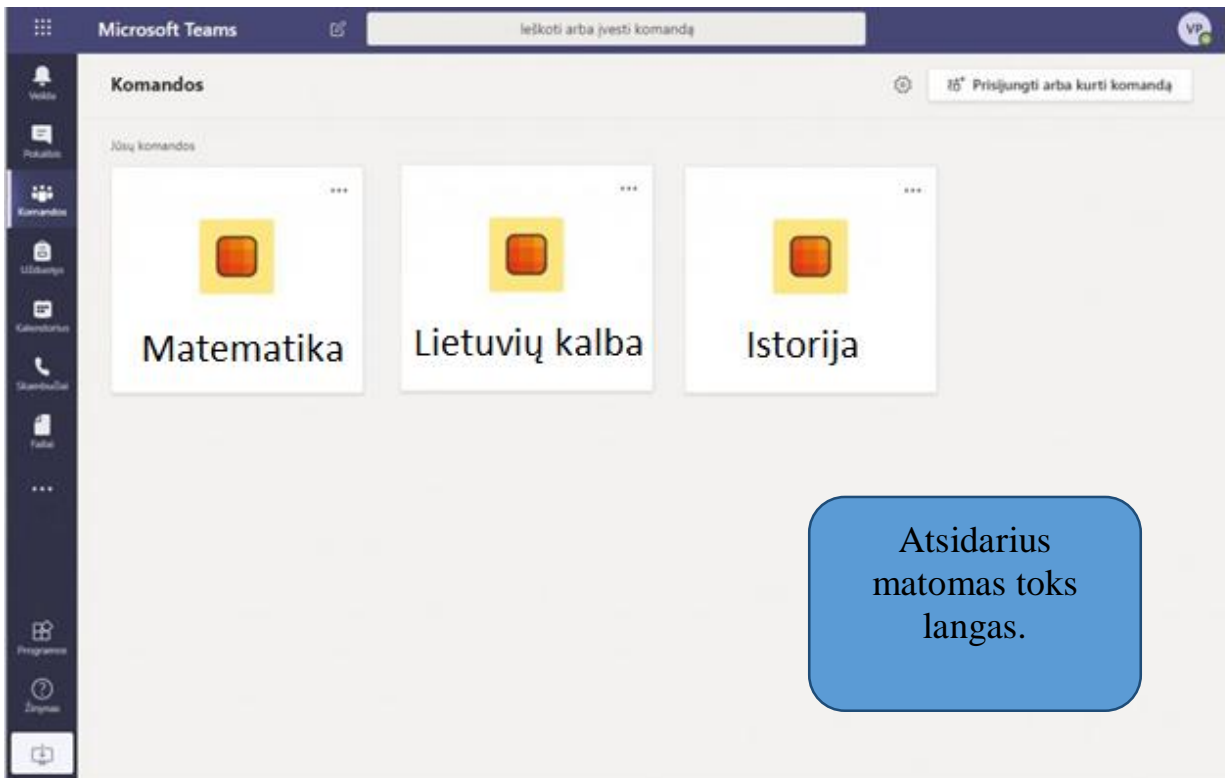 Microsoft Teams
Ieškoti arba įvesti komandą
VP
Veikla
Pokalbis
Komandos
Užduotys
Kalendorius
Skambučiai
Failai
Programos
Žinynas
Komandos
Prisijungti arba kurti komandą
Jūsų komandos
Matematika
Lietuvių kalba
Istorija
Atsidarius
matomas toks
langas.